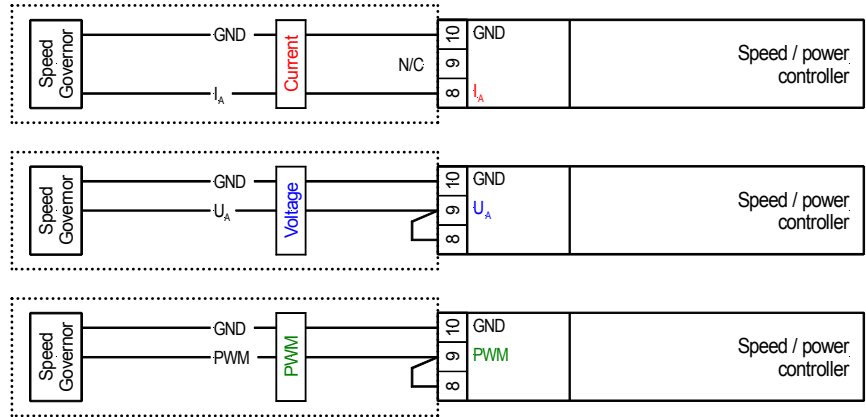 Speed
Governor
GND
Current
N/C
I_A
10
9
8
GND
I_A
Speed / power
controller
Speed
Governor
GND
Voltage
U_A
10
9
8
GND
U_A
Speed / power
controller
Speed
Governor
GND
PWM
PWM
10
9
8
GND
PWM
Speed / power
controller